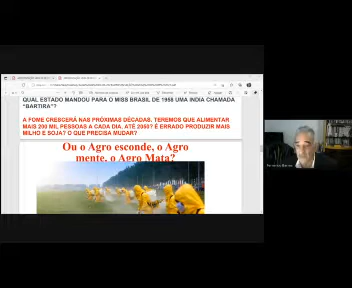 QUAL ESTADO MANDOU PARA O MISS BRASIL DE 1958 UMA INDIA CHAMADA
"BARTIRA"?
A FOME CRESCERÁ NAS PRÓXIMAS DÉCADAS. TEREMOS QUE ALIMENTAR
MAIS 200 MIL PESSOAS A CADA DIA, ATÉ 2050? É ERRADO PRODUZIR MAIS
MILHO E SOJA? O QUE PRECISA MUDAR?
Ou o Agro esconde, o Agro
mente, o Agro Mata?